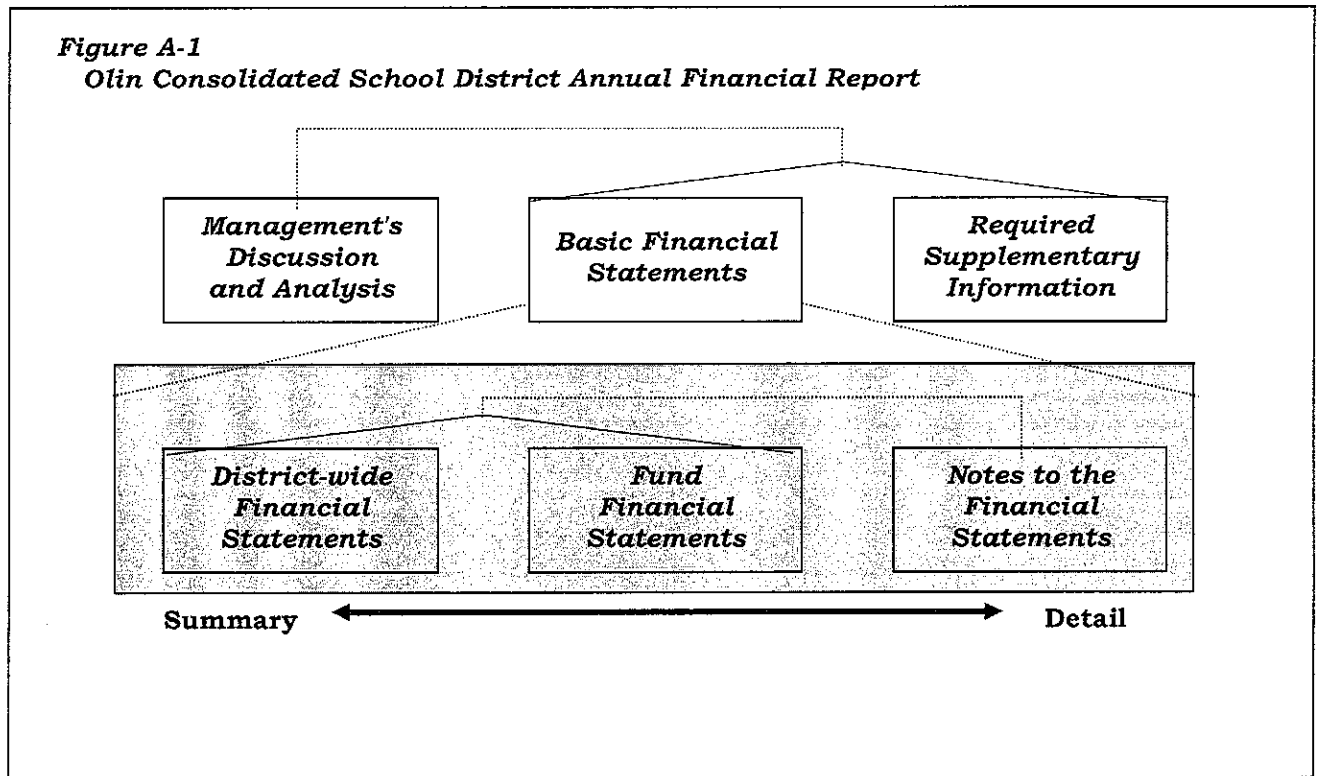 Figure A-1
Olin Consolidated School District Annual Financial Report
Management's
Discussion
and Analysis
Basic Financial
Statements
Required
Supplementary
Information
District-wide
Financial
Statements
Fund
Financial
Statements
Notes to the
Financial
Statements
Summary
Detail